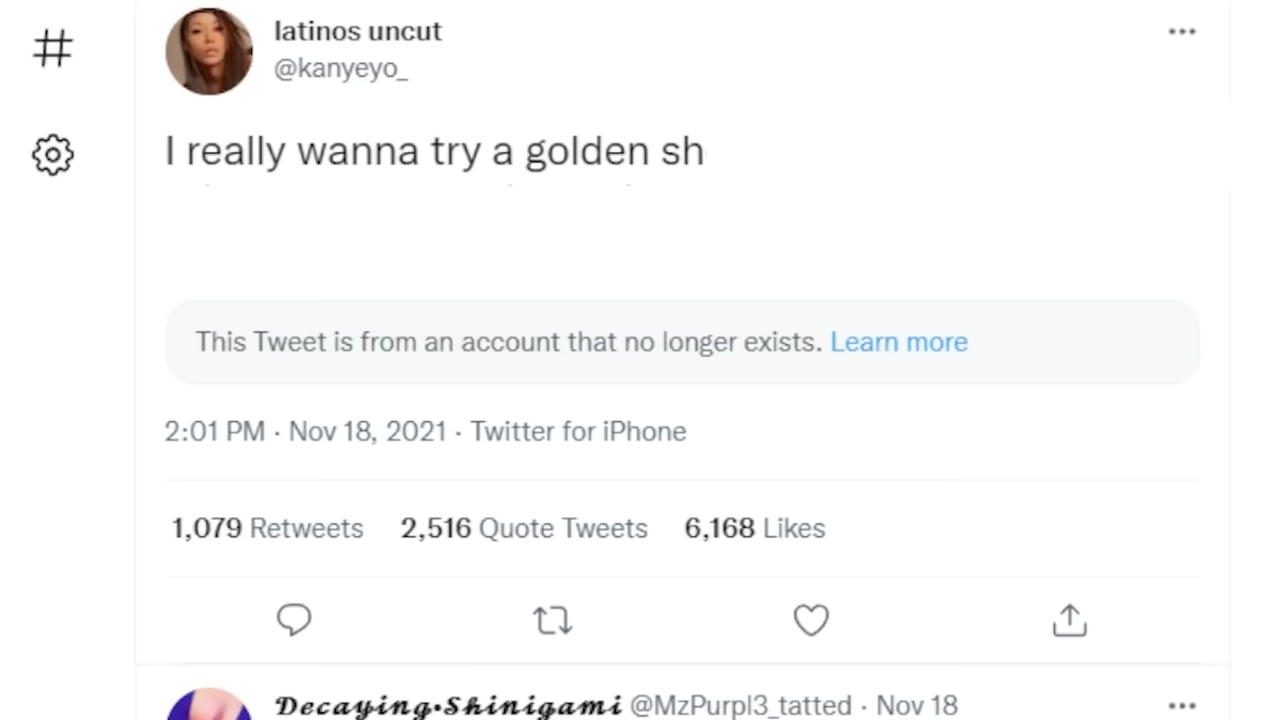 #
latinos uncut
@kanyeyo_
I really wanna try a golden sh
This Tweet is from an account that no longer exists. Learn more
2:01 PM · Nov 18, 2021 · Twitter for iPhone
1,079 Retweets 2,516 Quote Tweets 6,168 Likes
𝓓𝓮𝓬𝓪𝔂𝓲𝓷𝓰•𝓢𝓱𝓲𝓷𝓲𝓰𝓪𝓶𝓲 @MzPurpl3_tatted · Nov 18